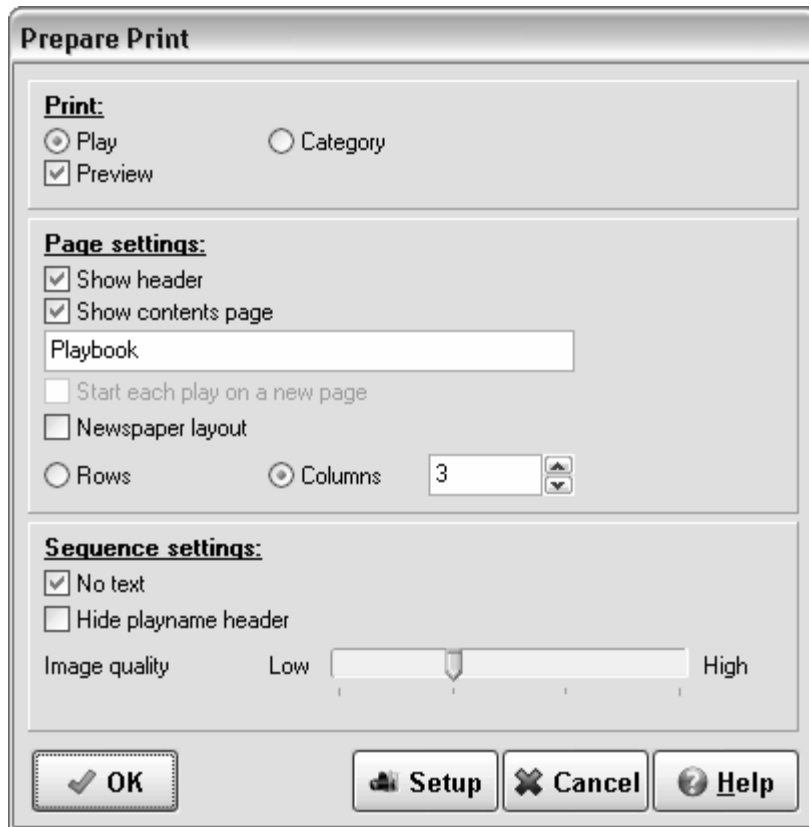 Prepare Print
Print:
Play Category
Preview
Page settings:
Show header
Show contents page
Playbook
Start each play on a new page
Newspaper layout
Rows Columns 3
Sequence settings:
No text
Hide playname header
Image quality Low High
OK Setup Cancel Help